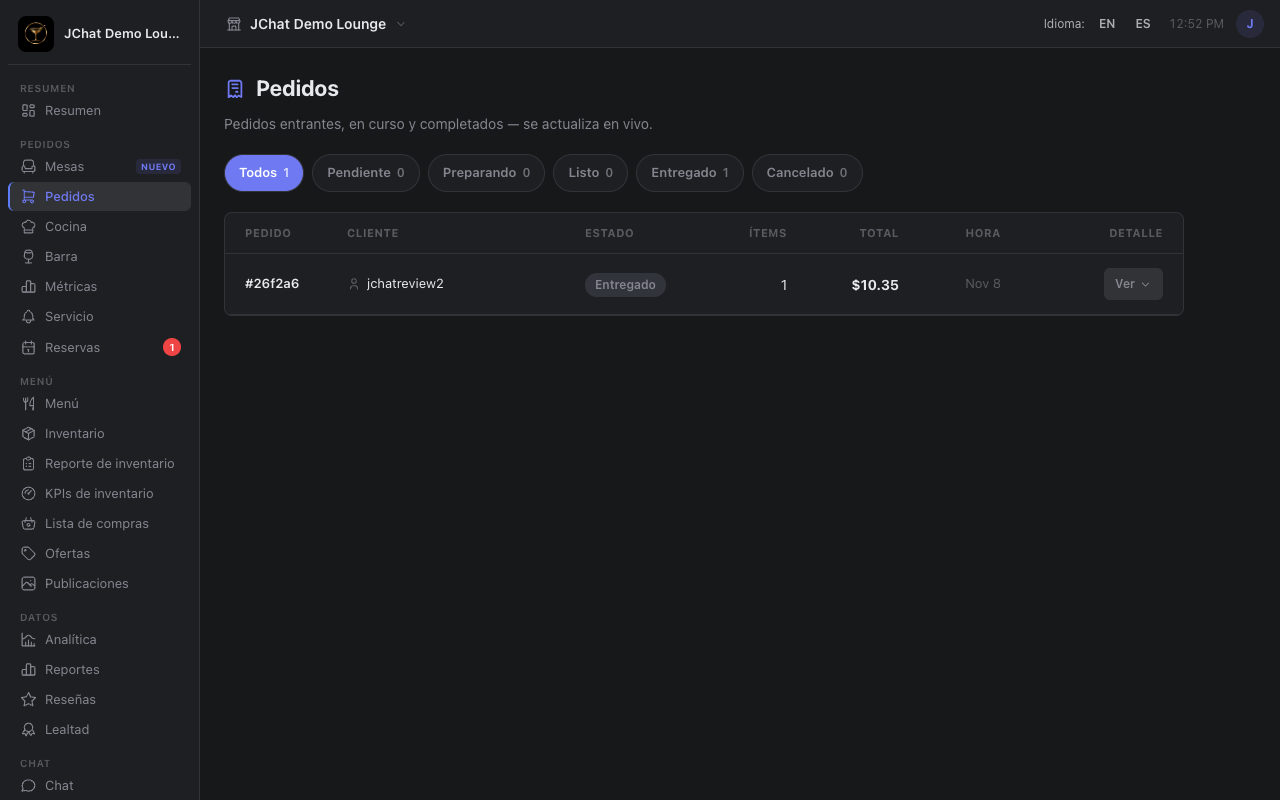 JChat Demo Lou...
RESUMEN
Resumen
PEDIDOS
Mesas NUEVO
Pedidos
Cocina
Barra
Métricas
Servicio
Reservas 1
MENÚ
Menú
Inventario
Reporte de inventario
KPIs de inventario
Lista de compras
Ofertas
Publicaciones
DATOS
Analítica
Reportes
Reseñas
Lealtad
CHAT
Chat
JChat Demo Lounge
Idioma: EN ES 12:52 PM J
Pedidos
Pedidos entrantes, en curso y completados — se actualiza en vivo.
Todos 1 Pendiente 0 Preparando 0 Listo 0 Entregado 1 Cancelado 0
PEDIDO CLIENTE ESTADO ÍTEMS TOTAL HORA DETALLE
#26f2a6 jchatreview2 Entregado 1 $10.35 Nov 8 Ver